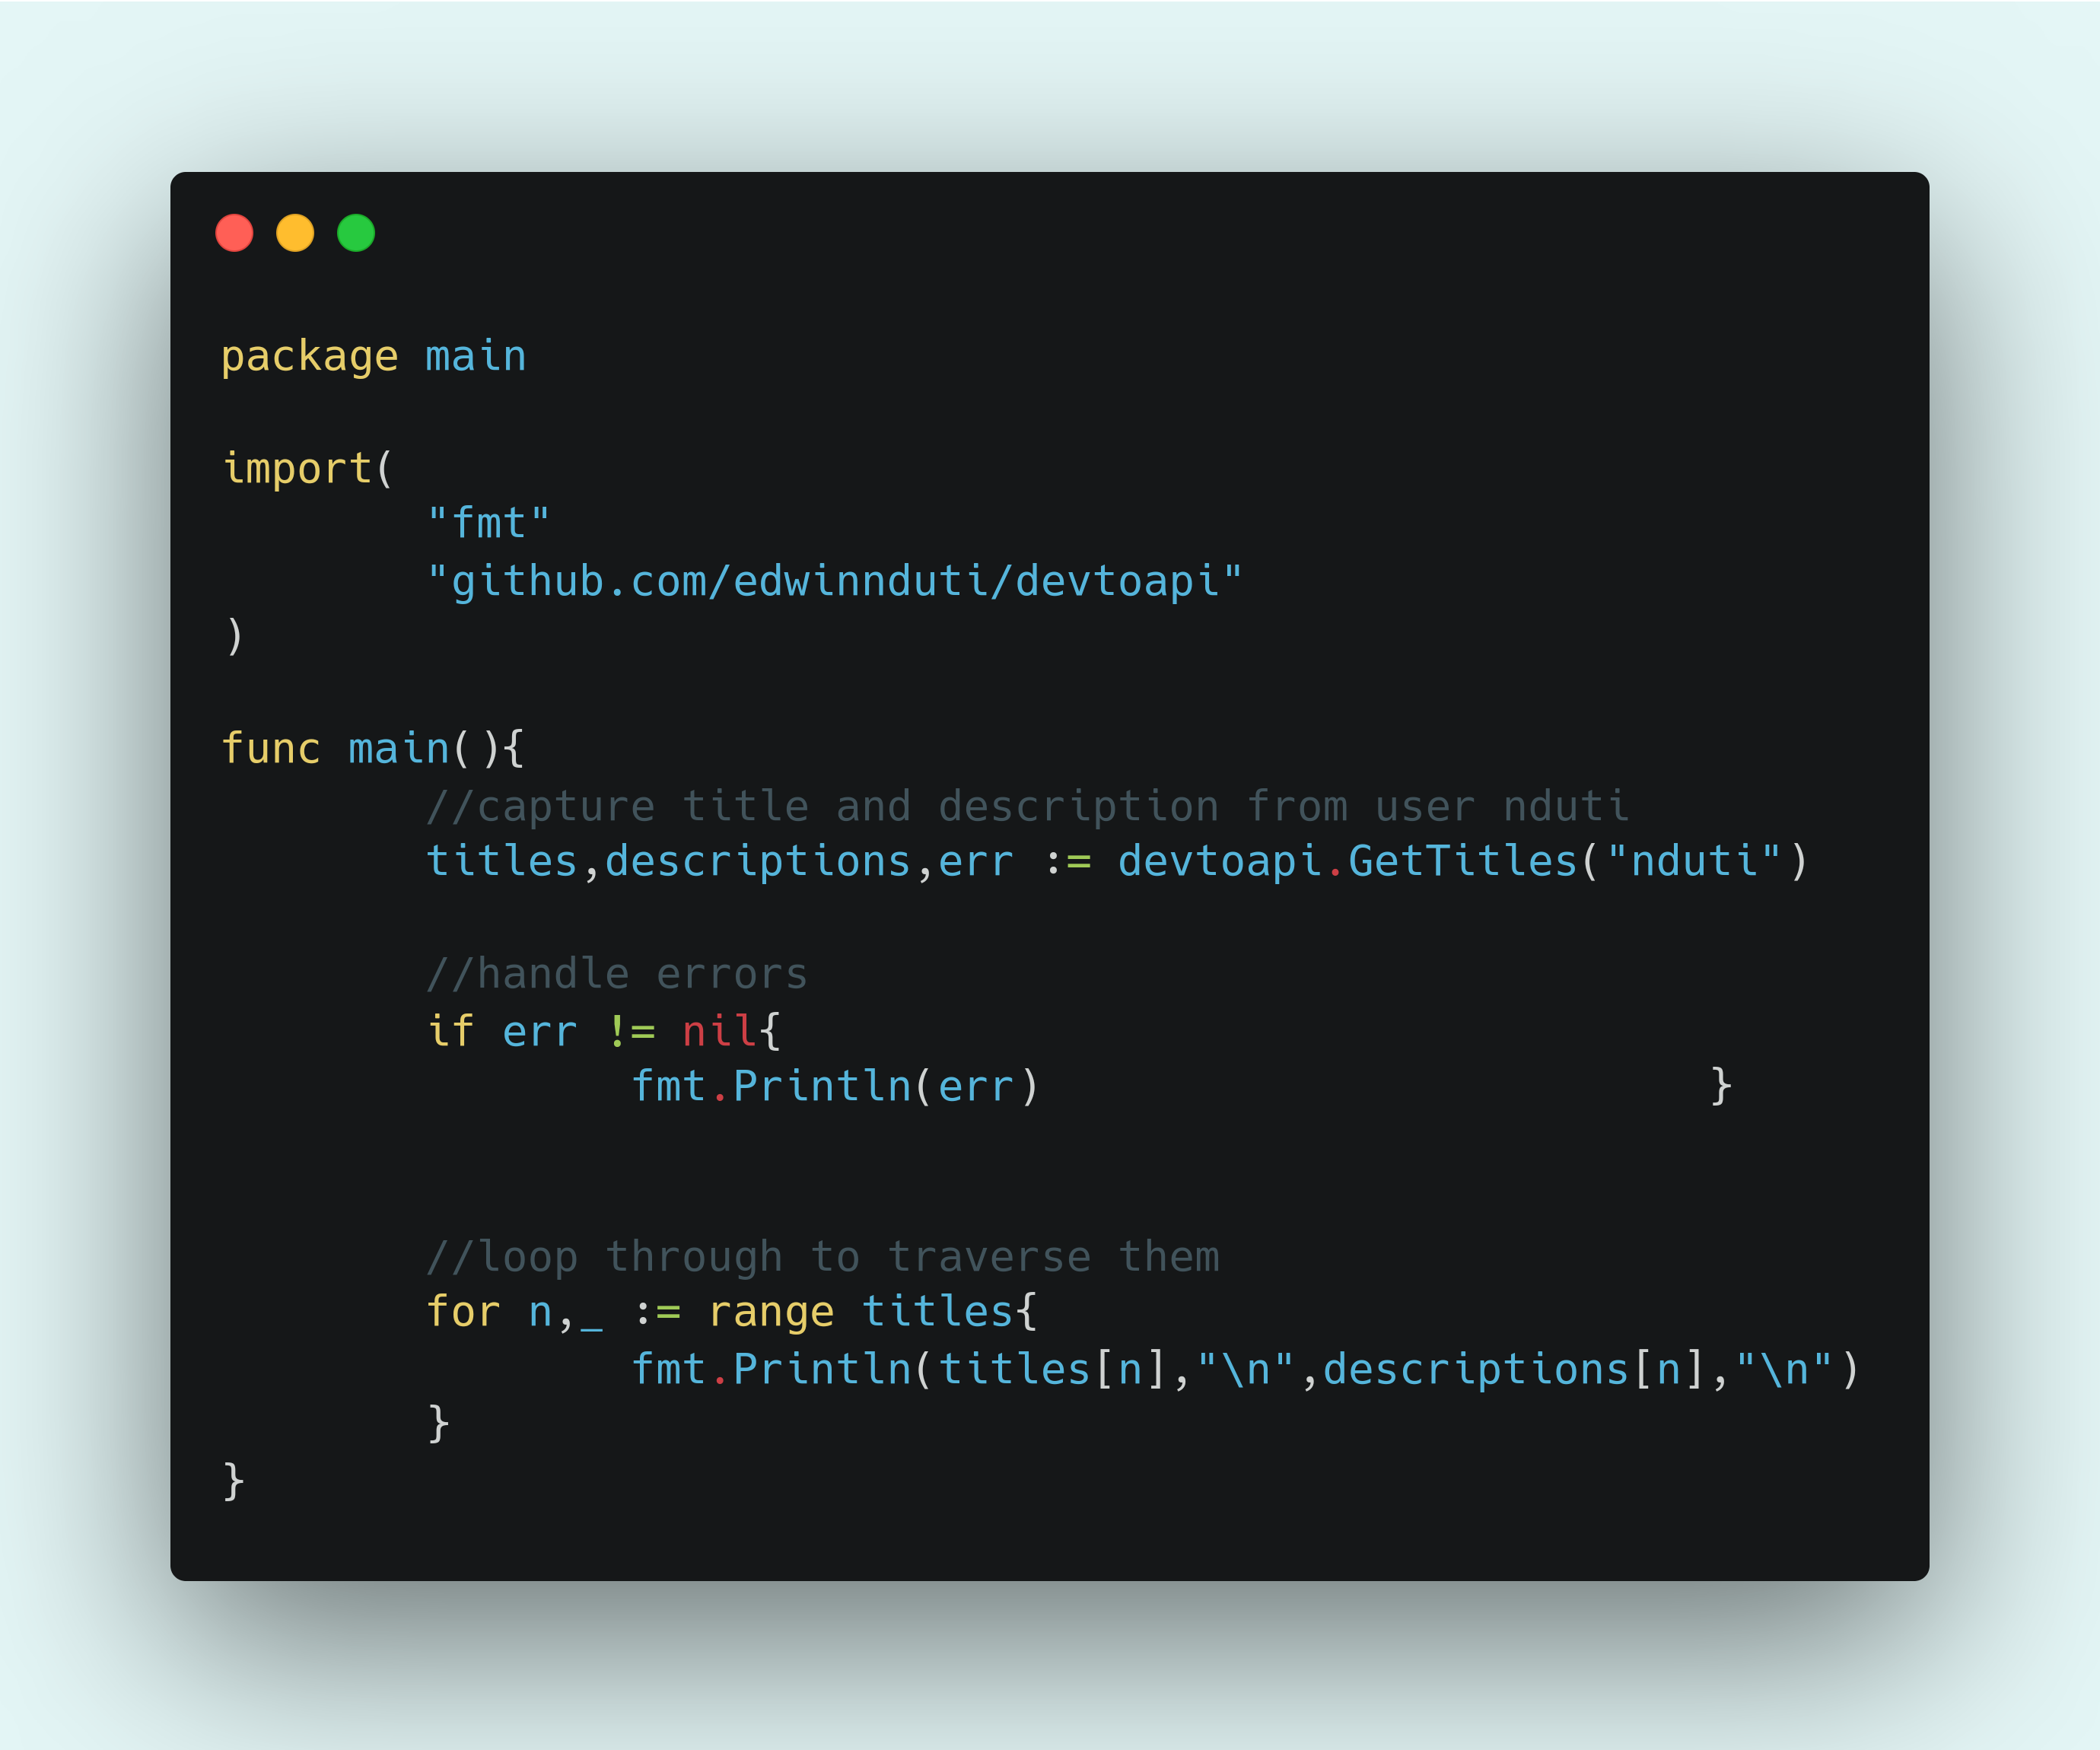 package main
import(
"fmt"
"github.com/edwinnduti/devtoapi"
)
func main(){
//capture title and description from user nduti
titles,descriptions,err := devtoapi.GetTitles("nduti")
//handle errors
if err != nil{
fmt.Println(err) }
//loop through to traverse them
for n,_ := range titles{
fmt.Println(titles[n],"\n",descriptions[n],"\n")
}
}